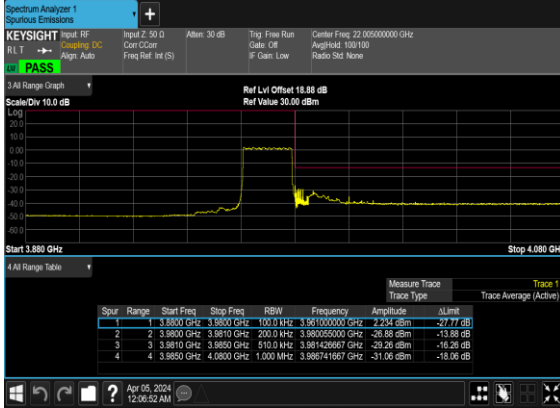 Spectrum Analyzer 1
Spurious Emissions
KEYSIGHT Input: RF Input Z: 50 Ω Atten: 30 dB Trig: Free Run Center Freq: 22.005000000 GHz
RLT Coupling: DC Corr CCorr Gate: Off Avg|Hold: 100/100
Align: Auto Freq Ref: Int (S) IF Gain: Low Radio Std: None
LXI PASS
3 All Range Graph
Ref Lvl Offset 18.88 dB
Scale/Div 10.0 dB Ref Value 30.00 dBm
Log
20.0
10.0
0.00
-10.0
-20.0
-30.0
-40.0
-50.0
-60.0
Start 3.880 GHz Stop 4.080 GH
4 All Range Table
Measure Trace Trace 1
Trace Type Trace Average (Active)
Spur Range Start Freq Stop Freq RBW Frequency Amplitude ΔLimit
1 1 3.8800 GHz 3.9800 GHz 100.0 kHz 3.961000000 GHz 2.234 dBm -27.77 dB
2 2 3.9800 GHz 3.9810 GHz 200.0 kHz 3.980055000 GHz -26.88 dBm -13.88 dB
3 3 3.9810 GHz 3.9850 GHz 510.0 kHz 3.981426667 GHz -29.26 dBm -16.26 dB
4 4 3.9850 GHz 4.0800 GHz 1.000 MHz 3.986741667 GHz -31.06 dBm -18.06 dB
Apr 05, 2024
12:06:52 AM